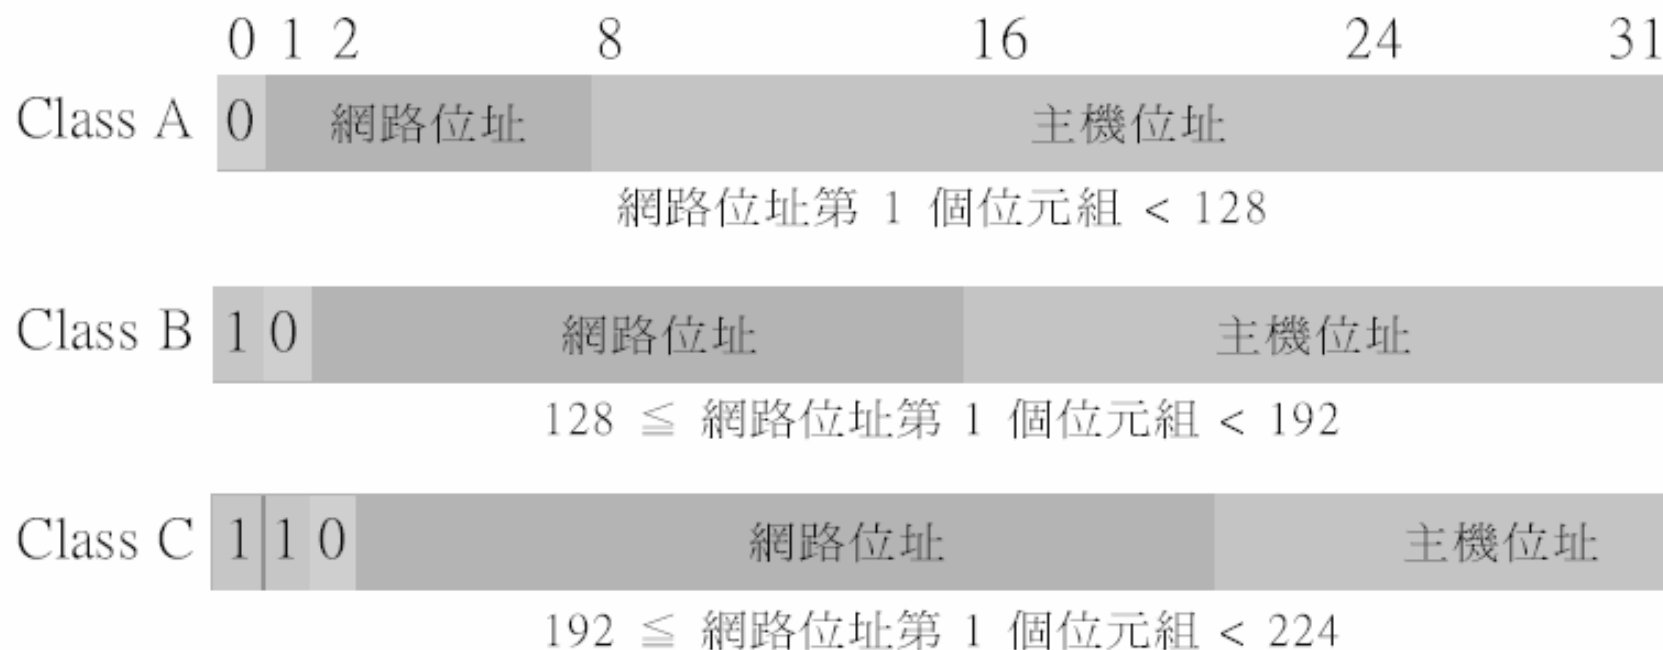 0 1 2 8 16 24 31
Class A 0 網路位址 主機位址
網路位址第 1 個位元組 < 128
Class B 1 0 網路位址 主機位址
128 ≦ 網路位址第 1 個位元組 < 192
Class C 1 1 0 網路位址 主機位址
192 ≦ 網路位址第 1 個位元組 < 224